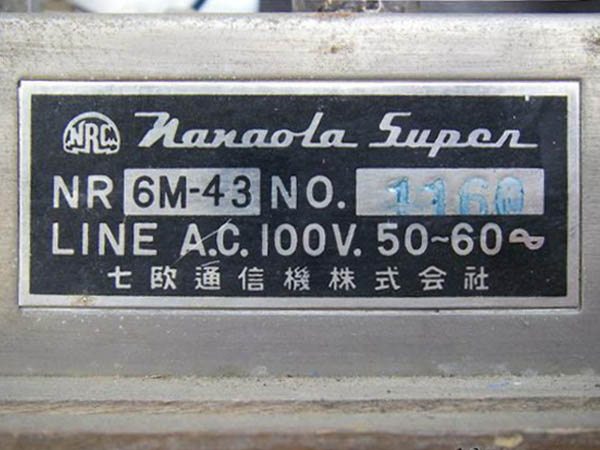 NRC Nanaola Super
NR 6M-43 NO. 1160
LINE A.C. 100V. 50~60~
七欧通信機株式会社